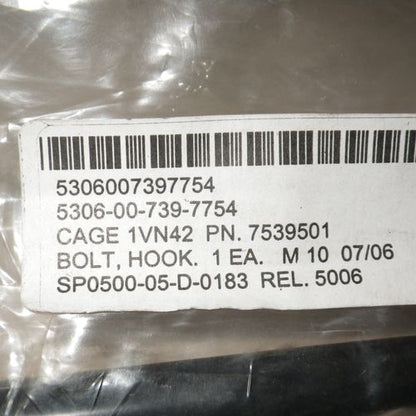 5306007397754
5306-00-739-7754
CAGE 1VN42 PN. 7539501
BOLT, HOOK. 1 EA. M 10 07/06
SP0500-05-D-0183 REL. 5006